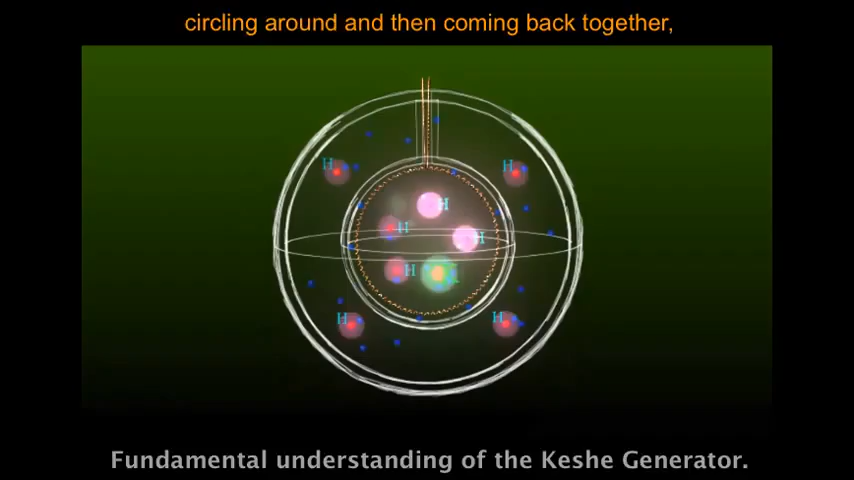 circling around and then coming back together,
H
H
H
H
H
H
K
H
H
Fundamental understanding of the Keshe Generator.